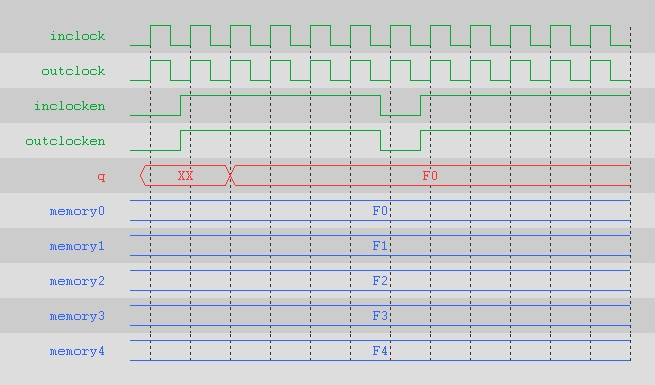 inclock
outclock
inclocken
outclocken
q XX F0
memory0 F0
memory1 F1
memory2 F2
memory3 F3
memory4 F4